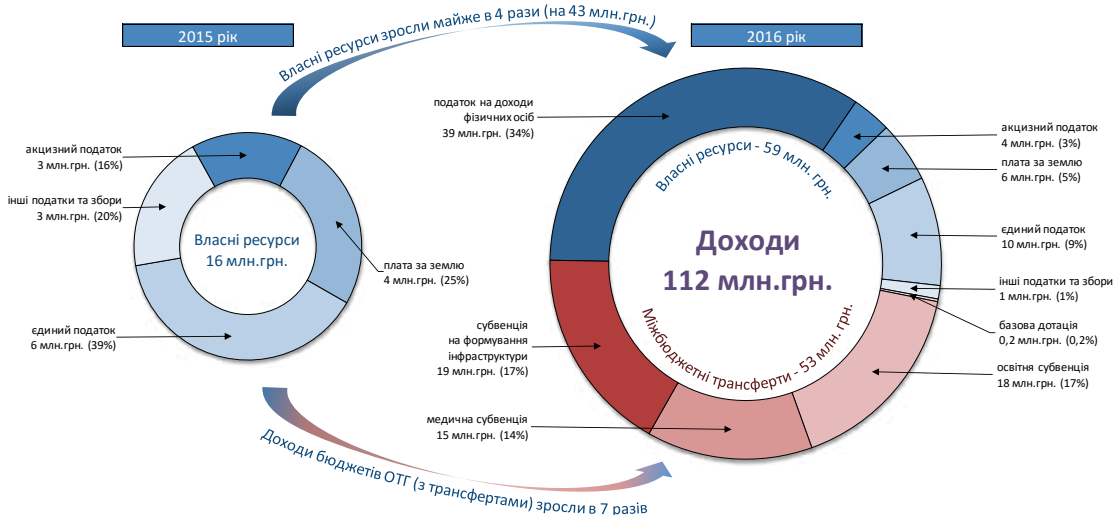 Власні ресурси зросли майже в 4 рази (на 43 млн.грн.)
2015 рік
2016 рік
акцизний податок
3 млн.грн. (16%)
інші податки та збори
3 млн.грн. (20%)
Власні ресурси
16 млн.грн.
плата за землю
4 млн.грн. (25%)
єдиний податок
6 млн.грн. (39%)
податок на доходи
фізичних осіб
39 млн.грн. (34%)
акцизний податок
4 млн.грн. (3%)
плата за землю
6 млн.грн. (5%)
Власні ресурси - 59 млн. грн.
Доходи
112 млн.грн.
Міжбюджетні трансферти - 53 млн. грн.
єдиний податок
10 млн.грн. (9%)
інші податки та збори
1 млн.грн. (1%)
базова дотація
0,2 млн.грн. (0,2%)
освітня субвенція
18 млн.грн. (17%)
субвенція
на формування
інфраструктури
19 млн.грн. (17%)
медична субвенція
15 млн.грн. (14%)
Доходи бюджетів ОТГ (з трансфертами) зросли в 7 разів